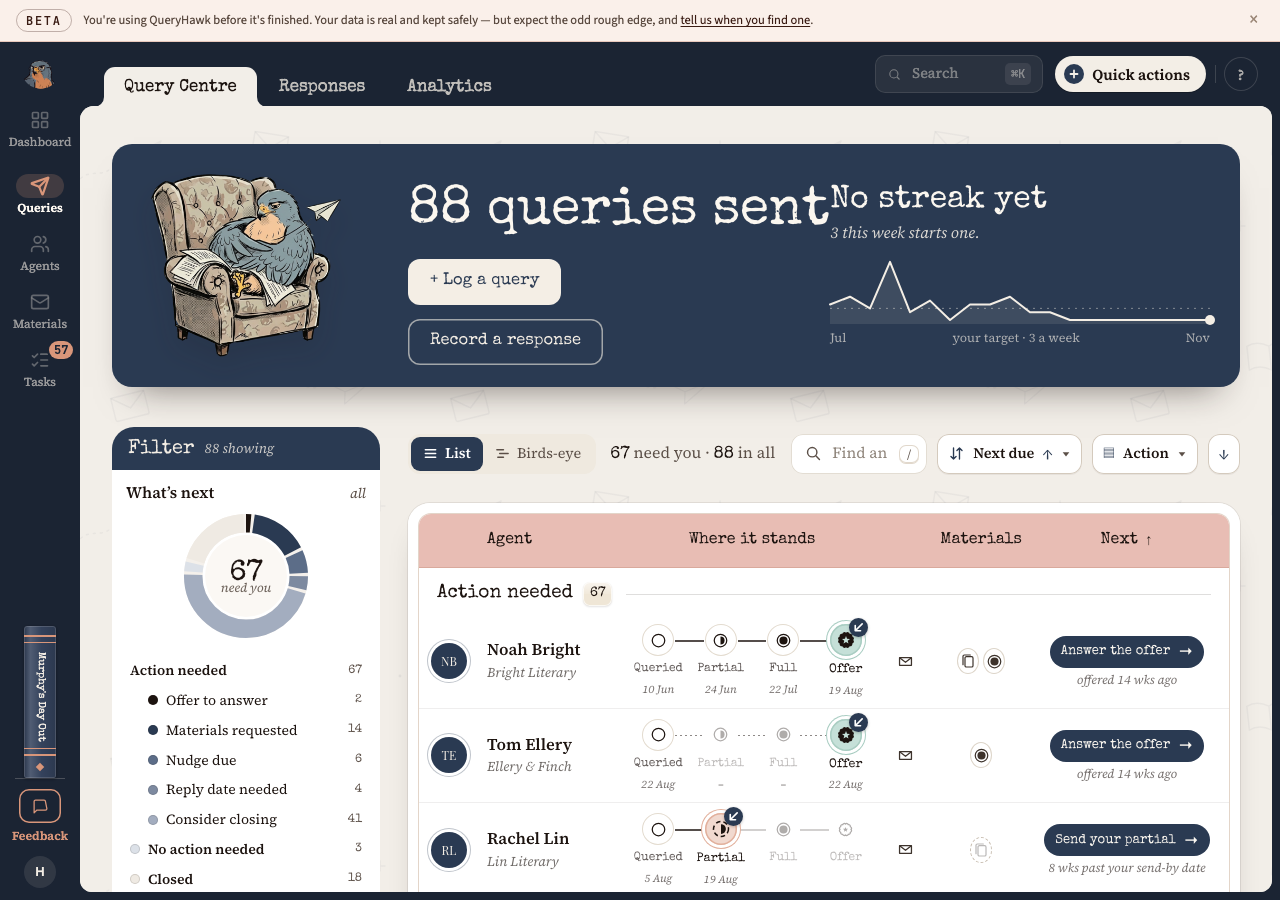 BETA
You're using QueryHawk before it's finished. Your data is real and kept safely — but expect the odd rough edge, and tell us when you find one.
×
Query Centre
Responses
Analytics
Search
⌘K
+ Quick actions
?
Dashboard
Queries
Agents
Materials
57
Tasks
Murphy's Day Out
Feedback
H
88 queries sent
+ Log a query
Record a response
No streak yet
3 this week starts one.
Jul
your target · 3 a week
Nov
Filter 88 showing
What's next
all
67
need you
Action needed 67
Offer to answer 2
Materials requested 14
Nudge due 6
Reply date needed 4
Consider closing 41
No action needed 3
Closed 18
List
Birds-eye
67 need you · 88 in all
Find an
/
Next due ↑
Action
↓
Agent
Where it stands
Materials
Next ↑
Action needed 67
NB
Noah Bright
Bright Literary
Queried
10 Jun
Partial
24 Jun
Full
22 Jul
Offer
19 Aug
Answer the offer →
offered 14 wks ago
TE
Tom Ellery
Ellery & Finch
Queried
22 Aug
Partial
–
Full
–
Offer
22 Aug
Answer the offer →
offered 14 wks ago
RL
Rachel Lin
Lin Literary
Queried
5 Aug
Partial
19 Aug
Full
Offer
Send your partial →
8 wks past your send-by date